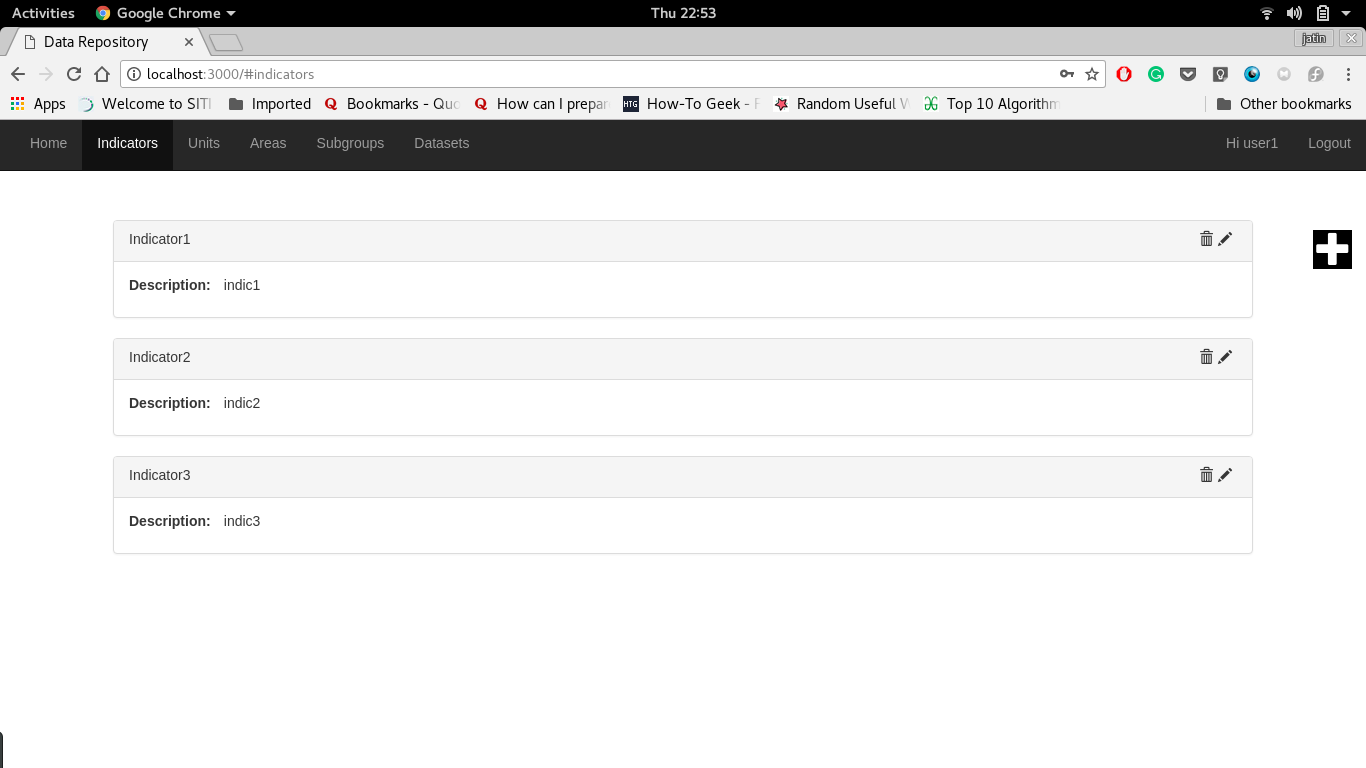 Activities Google Chrome Thu 22:53
Data Repository jatin
localhost:3000/#indicators
Apps Welcome to SITI Imported Bookmarks - Quo How can I prepar HTG How-To Geek - F Random Useful W Top 10 Algorithm Other bookmarks
Home Indicators Units Areas Subgroups Datasets Hi user1 Logout
Indicator1
Description: indic1
Indicator2
Description: indic2
Indicator3
Description: indic3